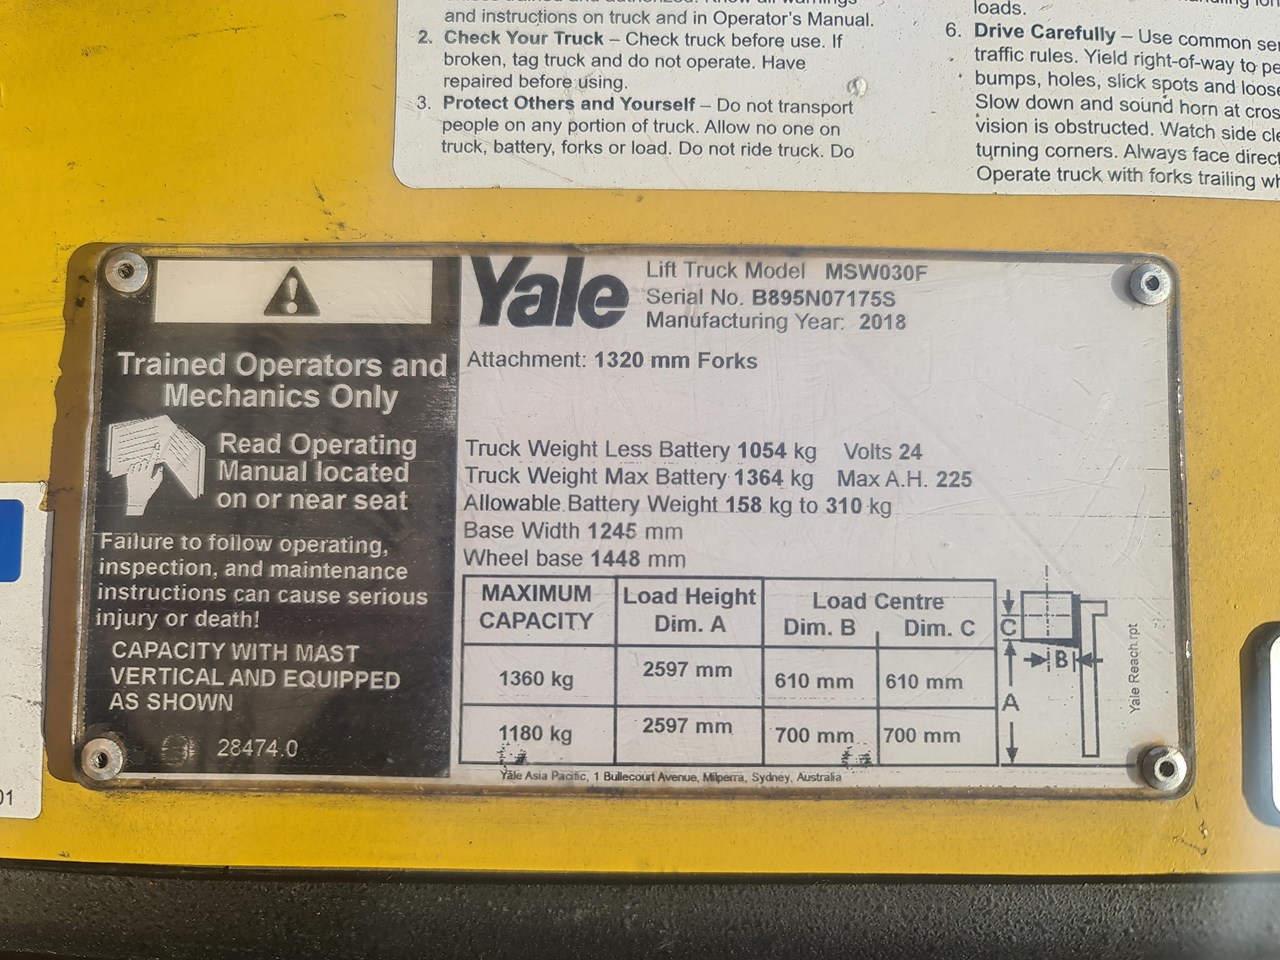 and instructions on truck and in Operator's Manual.
2. Check Your Truck – Check truck before use. If
broken, tag truck and do not operate. Have
repaired before using.
3. Protect Others and Yourself – Do not transport
people on any portion of truck. Allow no one on
truck, battery, forks or load. Do not ride truck. Do
loads.
6. Drive Carefully – Use common
traffic rules. Yield right-of-way to
bumps, holes, slick spots and
Slow down and sound horn at
vision is obstructed. Watch side
turning corners. Always face
Operate truck with forks trailing
Trained Operators and
Mechanics Only
Read Operating
Manual located
on or near seat
Failure to follow operating,
inspection, and maintenance
instructions can cause serious
injury or death!
CAPACITY WITH MAST
VERTICAL AND EQUIPPED
AS SHOWN
28474.0
Yale
Lift Truck Model MSW030F
Serial No. B895N07175S
Manufacturing Year: 2018
Attachment: 1320 mm Forks
Truck Weight Less Battery 1054 kg Volts 24
Truck Weight Max Battery 1364 kg Max A.H. 225
Allowable Battery Weight 158 kg to 310 kg
Base Width 1245 mm
Wheel base 1448 mm
MAXIMUM CAPACITY Load Height Dim. A Load Centre Dim. B Dim. C
1360 kg 2597 mm 610 mm 610 mm
1180 kg 2597 mm 700 mm 700 mm
C
B
A
Yale Reach.rpt
Yale Asia Pacific, 1 Bullecourt Avenue, Milperra, Sydney, Australia
01